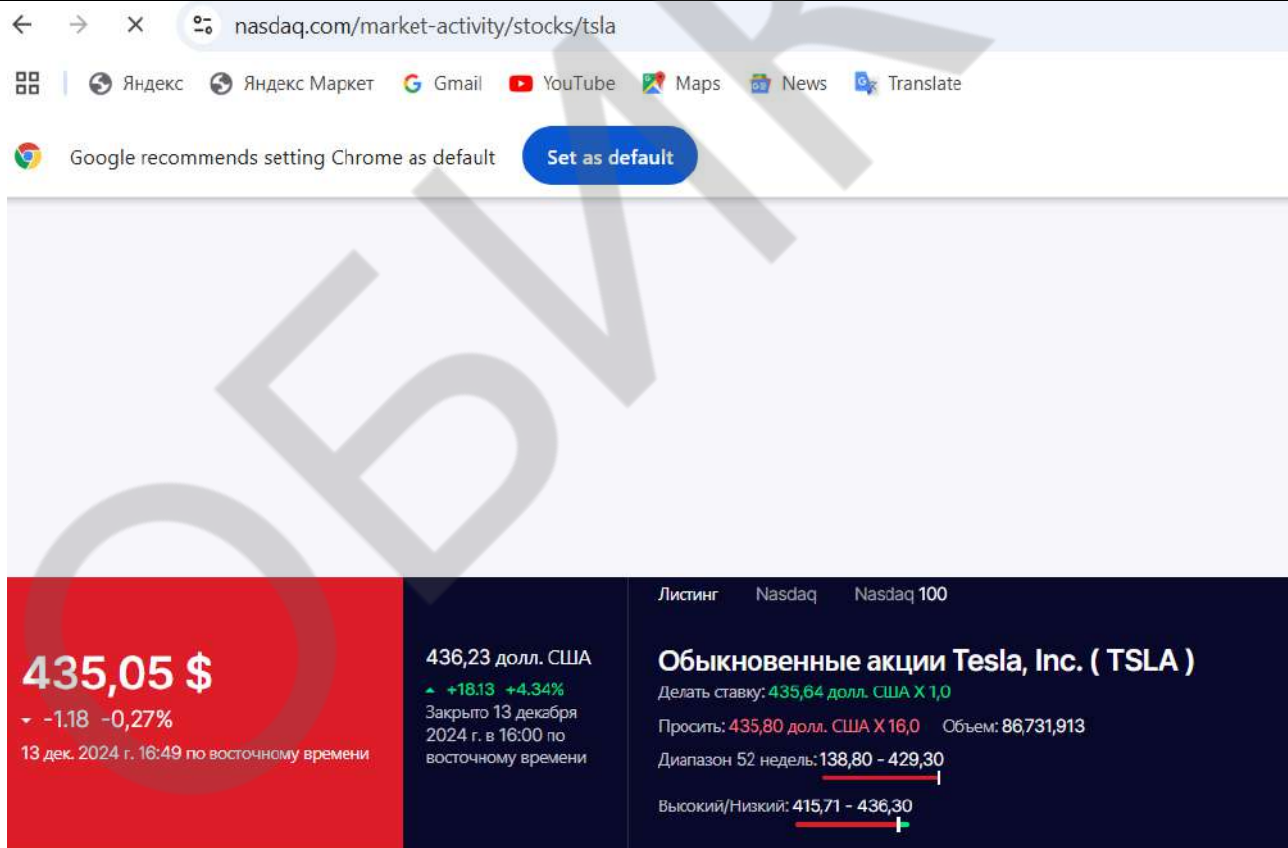 nasdaq.com/market-activity/stocks/tsla
Яндекс Яндекс Маркет Gmail YouTube Maps News Translate
Google recommends setting Chrome as default Set as default
ОБИК
Листинг Nasdaq Nasdaq 100
435,05 $
-1.18 -0,27%
13 дек. 2024 г. 16:49 по восточному времени
436,23 долл. США
+18.13 +4.34%
Закрыто 13 декабря
2024 г. в 16:00 по
восточному времени
Обыкновенные акции Tesla, Inc. ( TSLA )
Делать ставку: 435,64 долл. США X 1,0
Просить: 435,80 долл. США X 16,0 Объем: 86,731,913
Диапазон 52 недель: 138,80 - 429,30
Высокий/Низкий: 415,71 - 436,30